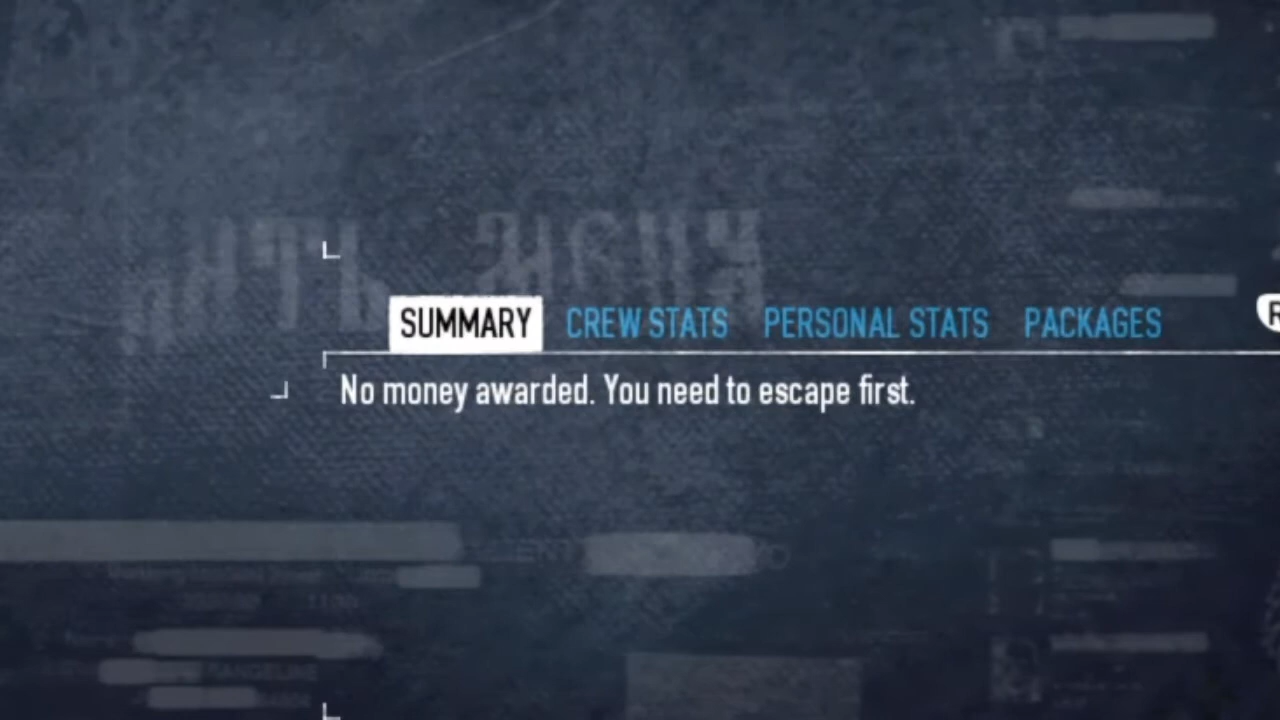 SUMMARY CREW STATS PERSONAL STATS PACKAGES
No money awarded. You need to escape first.